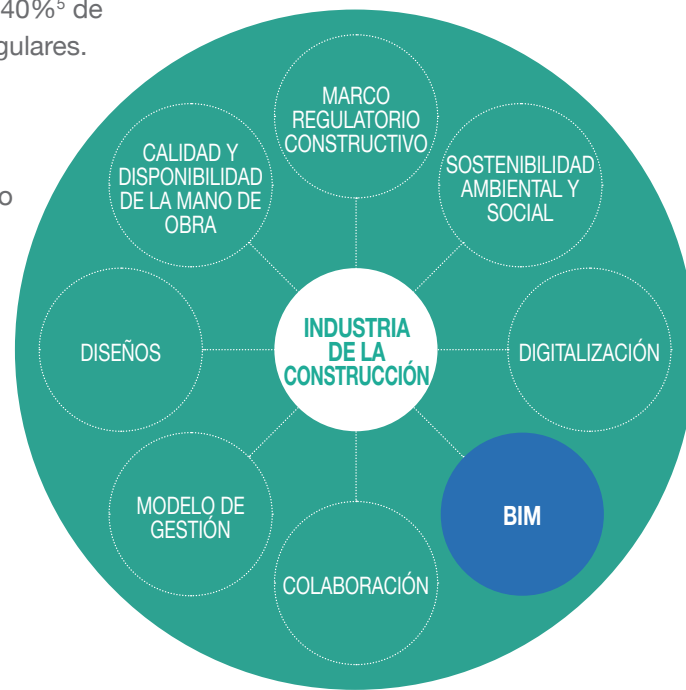 40%⁵ de
gulares.
o
MARCO
REGULATORIO
CONSTRUCTIVO
CALIDAD Y
DISPONIBILIDAD
DE LA MANO DE
OBRA
SOSTENIBILIDAD
AMBIENTAL Y
SOCIAL
DISEÑOS
INDUSTRIA
DE LA
CONSTRUCCIÓN
DIGITALIZACIÓN
MODELO DE
GESTIÓN
BIM
COLABORACIÓN